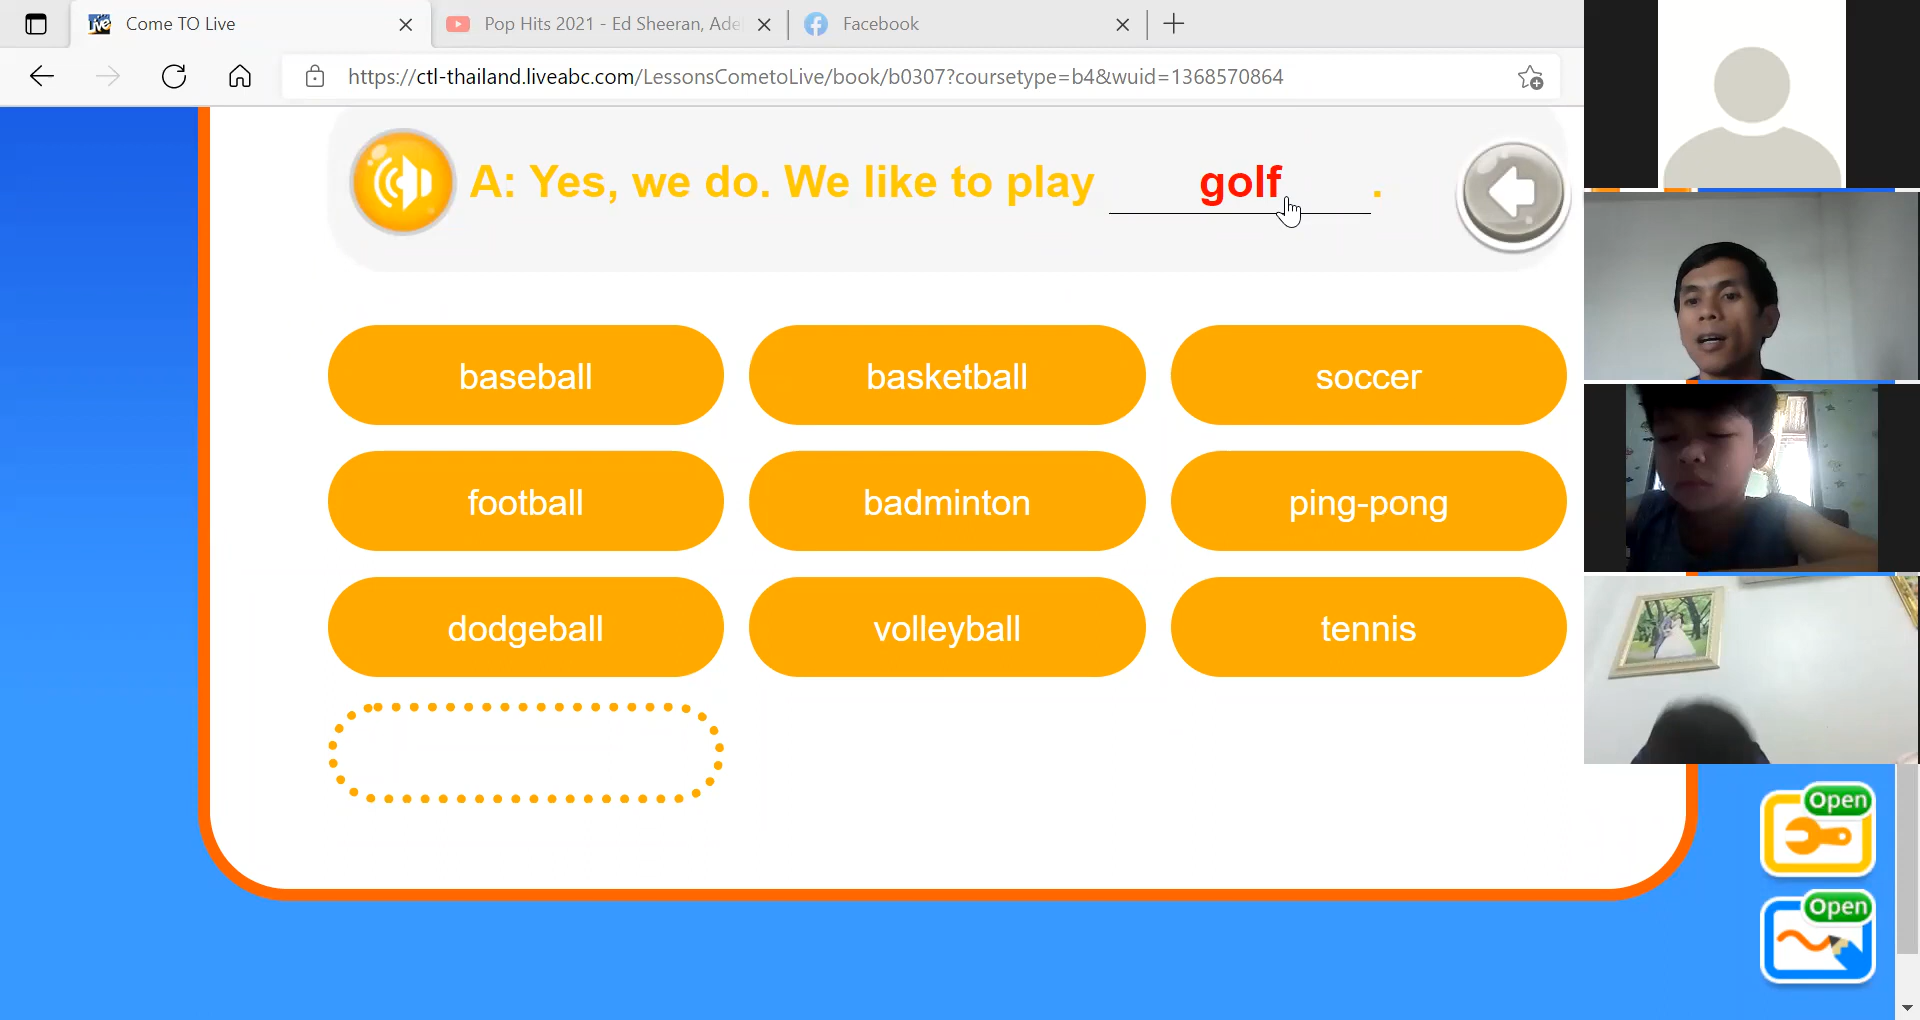 Come TO Live
Pop Hits 2021 - Ed Sheeran, Ade
Facebook
https://ctl-thailand.liveabc.com/LessonsCometoLive/book/b0307?coursetype=b4&wuid=1368570864
A: Yes, we do. We like to play golf.
baseball
basketball
soccer
football
badminton
ping-pong
dodgeball
volleyball
tennis
Open
Open